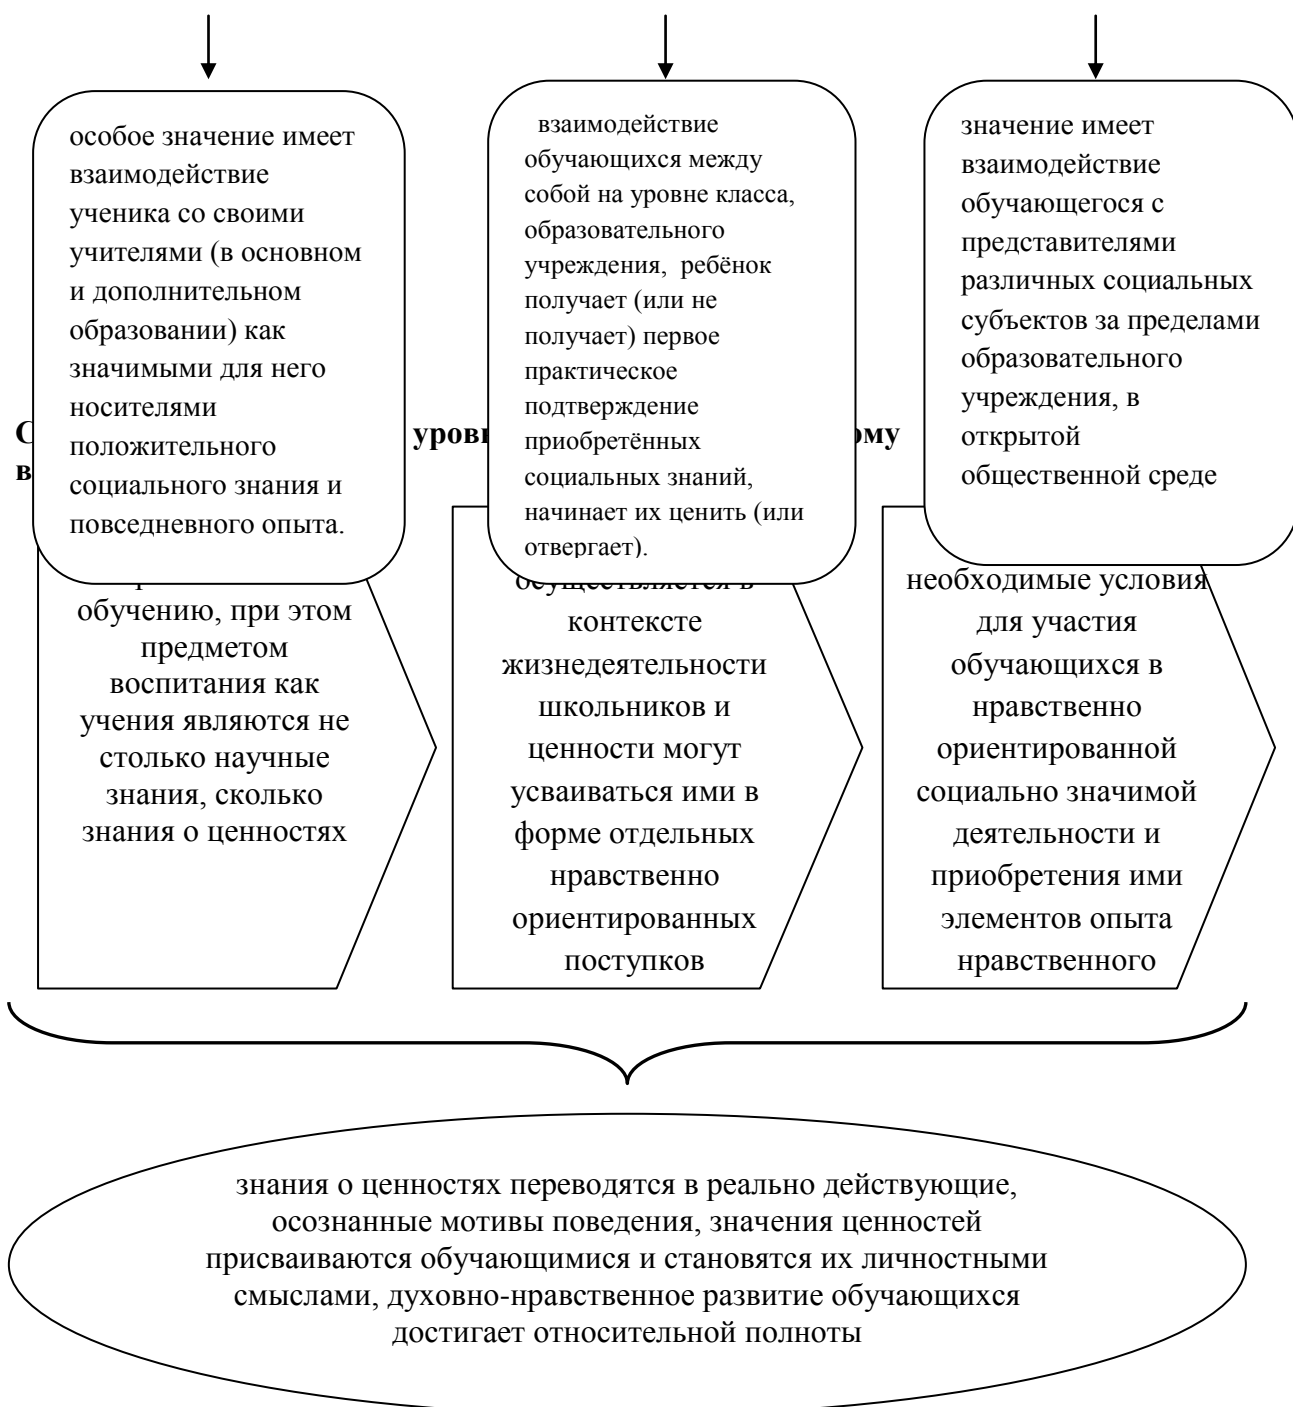 особое значение имеет
взаимодействие
ученика со своими
учителями (в основном
и дополнительном
образовании) как
значимыми для него
носителями
положительного
социального знания и
повседневного опыта.
взаимодействие
обучающихся между
собой на уровне класса,
образовательного
учреждения, ребёнок
получает (или не
получает) первое
практическое
подтверждение
приобретённых
социальных знаний,
начинает их ценить (или
отвергает).
значение имеет
взаимодействие
обучающегося с
представителями
различных социальных
субъектов за пределами
образовательного
учреждения, в
открытой
общественной среде
обучению, при этом
предметом
воспитания как
учения являются не
столько научные
знания, сколько
знания о ценностях
осуществляется в
контексте
жизнедеятельности
школьников и
ценности могут
усваиваться ими в
форме отдельных
нравственно
ориентированных
поступков
необходимые условия
для участия
обучающихся в
нравственно
ориентированной
социально значимой
деятельности и
приобретения ими
элементов опыта
нравственного
знания о ценностях переводятся в реально действующие,
осознанные мотивы поведения, значения ценностей
присваиваются обучающимися и становятся их личностными
смыслами, духовно-нравственное развитие обучающихся
достигает относительной полноты